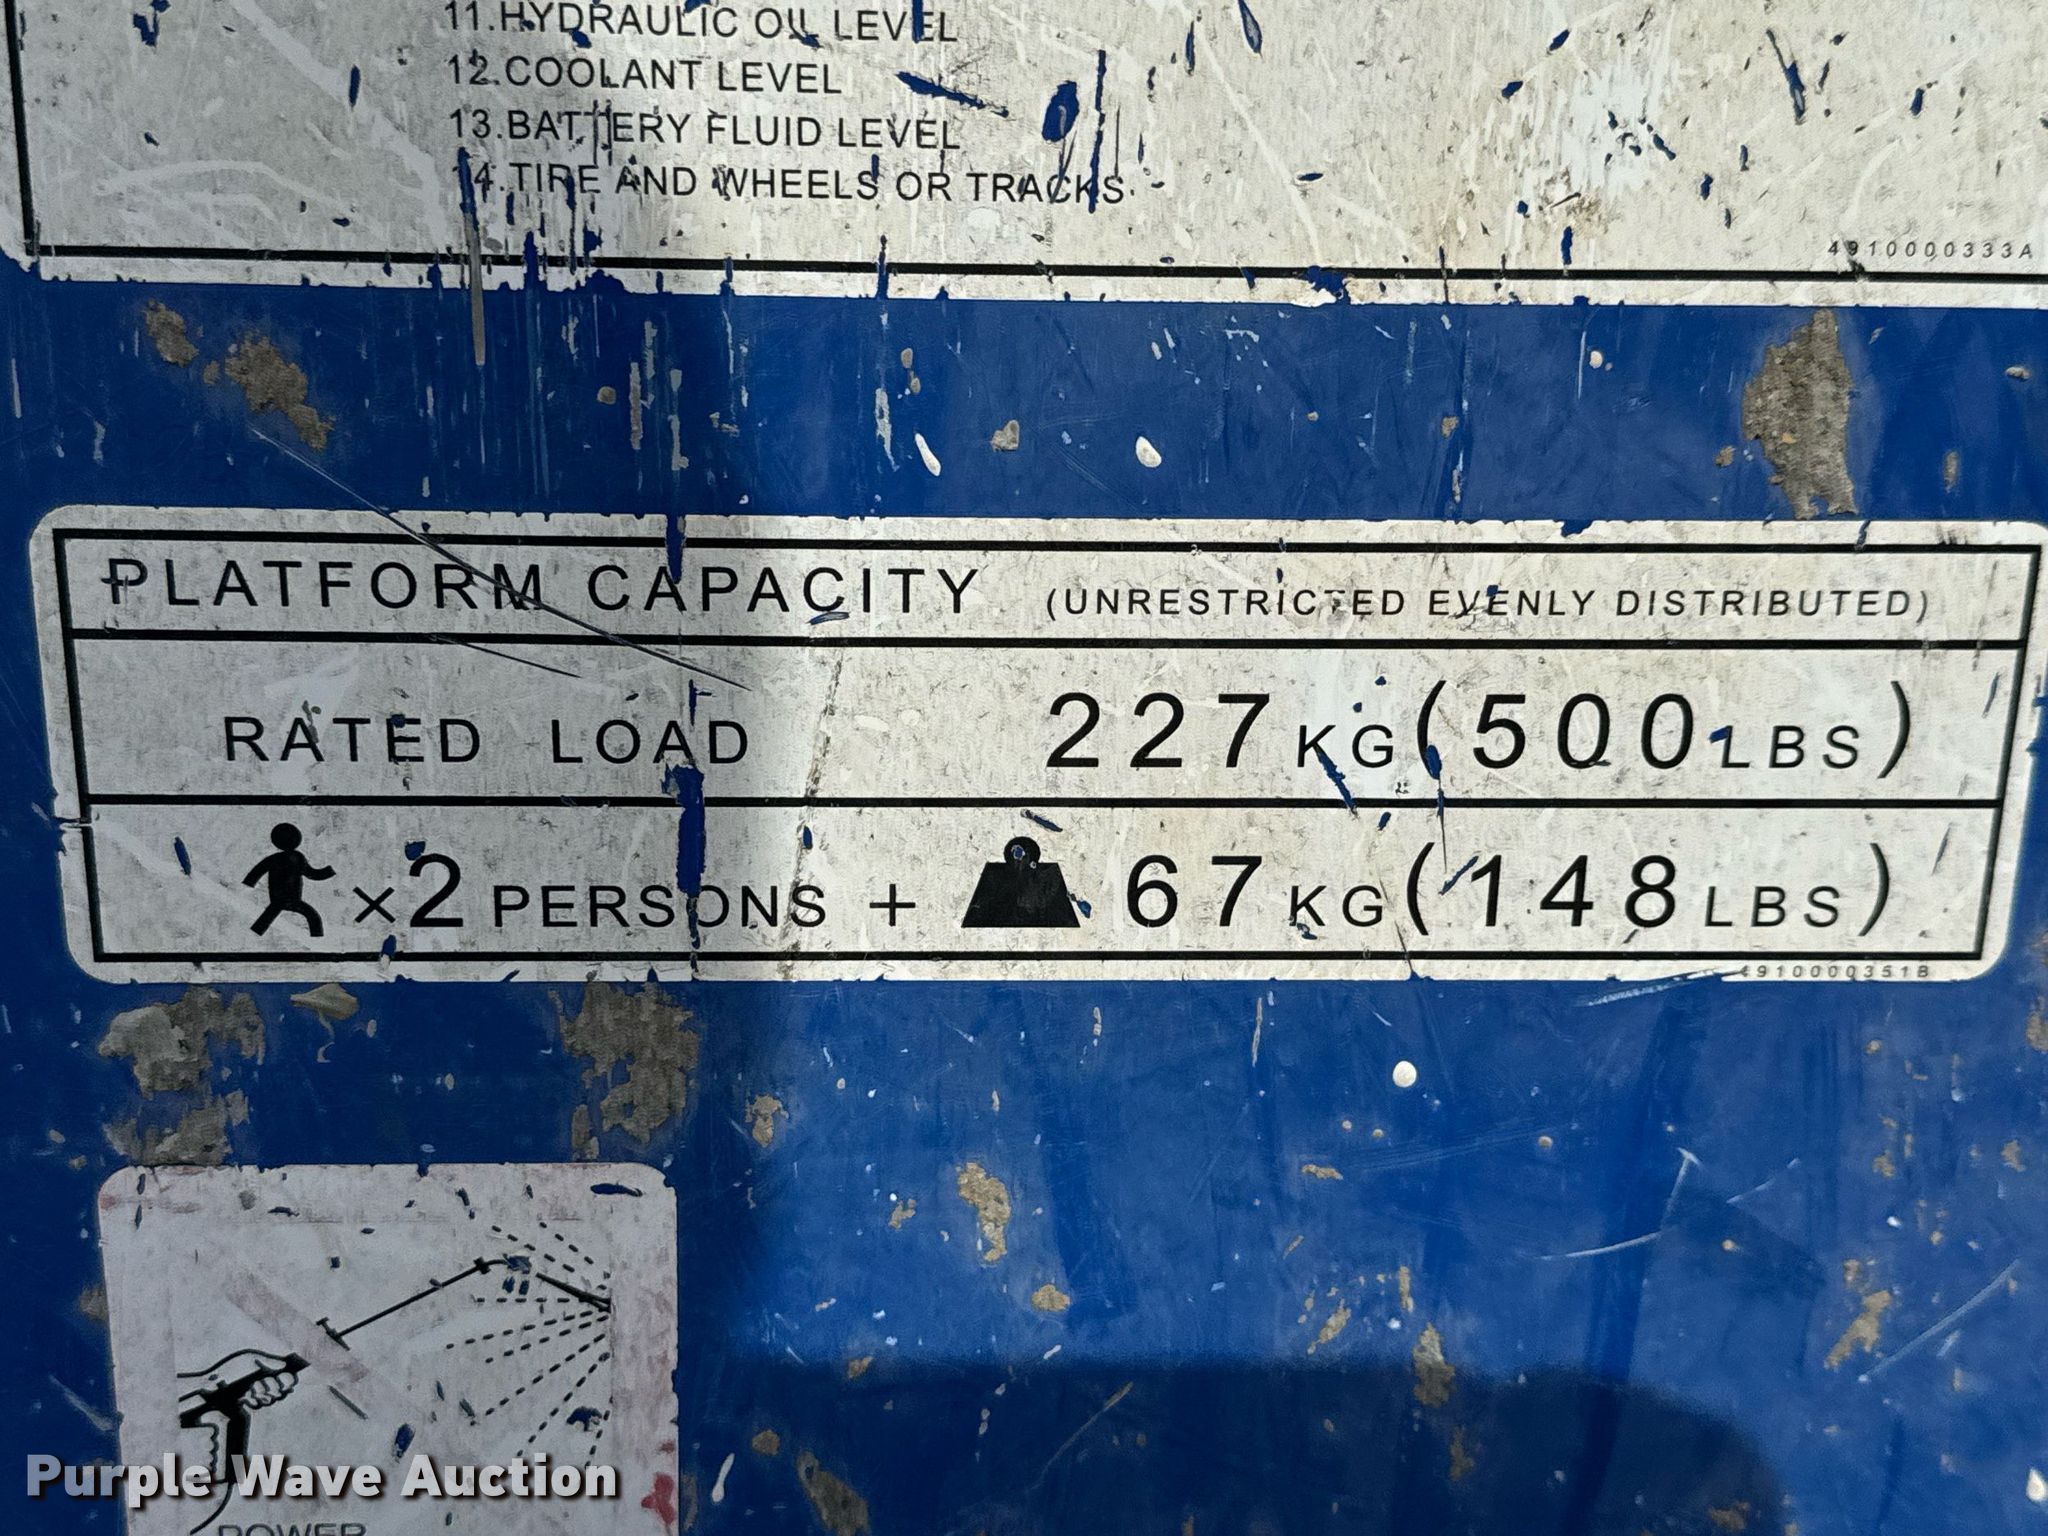 11.HYDRAULIC OIL LEVEL
12.COOLANT LEVEL
13.BATTERY FLUID LEVEL
14.TIRE AND WHEELS OR TRACKS.
4910000333A
PLATFORM CAPACITY (UNRESTRICTED EVENLY DISTRIBUTED)
RATED LOAD 227KG(500LBS)
×2 PERSONS + 67KG(148LBS)
4910000351B
Purple Wave Auction
POWER